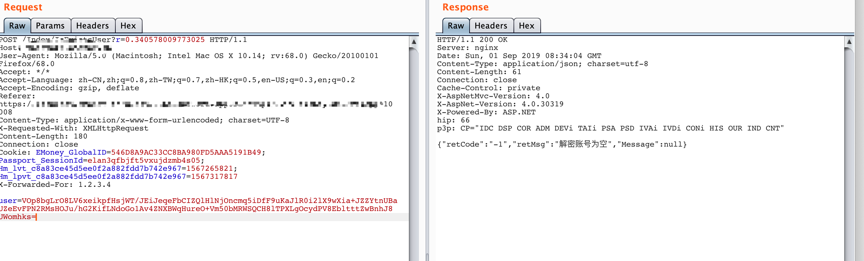 Request
Raw
Params
Headers
Hex
POST User?r=0.340578009773025 HTTP/1.1
Host:
User-Agent: Mozilla/5.0 (Macintosh; Intel Mac OS X 10.14; rv:68.0) Gecko/20100101
Firefox/68.0
Accept: */*
Accept-Language: zh-CN,zh;q=0.8,zh-TW;q=0.7,zh-HK;q=0.5,en-US;q=0.3,en;q=0.2
Accept-Encoding: gzip, deflate
Referer:
https:/
008
Content-Type: application/x-www-form-urlencoded; charset=UTF-8
X-Requested-With: XMLHttpRequest
Content-Length: 180
Connection: close
Cookie: EMoney_GlobalID=546D8A9AC33CC8BA980FD5AAA5191B49;
Passport_SessionId=elan3qfbjft5vxujdzmb4s05;
Hm_lvt_c8a83ce45d5ee0f2a882fdd7b742e967=1567265821;
Hm_lpvt_c8a83ce45d5ee0f2a882fdd7b742e967=1567317817
X-Forwarded-For: 1.2.3.4
user=VOp8bgLrO8LV6xeikpfHsjWT/JEiJeqeFbCIZQlHlNjOncmq5iDfF9uKaJlR0i2lX9wXia+JZZYtnUBa
UZeEvFPN2RMsHOJu/hG2KifLNdoGo1Av4ZNXBWqHureO+Vm50bMRWSQCH8lTPXLgOcydPV8EbltttZwBnhJ8
UWomhks=
Response
Raw
Headers
Hex
HTTP/1.1 200 OK
Server: nginx
Date: Sun, 01 Sep 2019 08:34:04 GMT
Content-Type: application/json; charset=utf-8
Content-Length: 61
Connection: close
Cache-Control: private
X-AspNetMvc-Version: 4.0
X-AspNet-Version: 4.0.30319
X-Powered-By: ASP.NET
hip: 66
p3p: CP="IDC DSP COR ADM DEVi TAIi PSA PSD IVAi IVDi CONi HIS OUR IND CNT"
{"retCode":"-1","retMsg":"解密账号为空","Message":null}